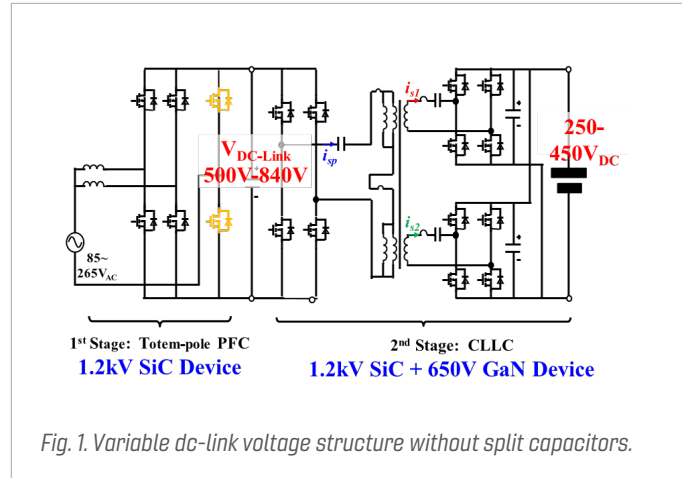 i_s1
V_DC-Link
500V-840V
i_sp
250-
450V_DC
+
-
+
-
i_s2
+
-
85~
265V_AC
1st Stage: Totem-pole PFC
1.2kV SiC Device
2nd Stage: CLLC
1.2kV SiC + 650V GaN Device
Fig. 1. Variable dc-link voltage structure without split capacitors.